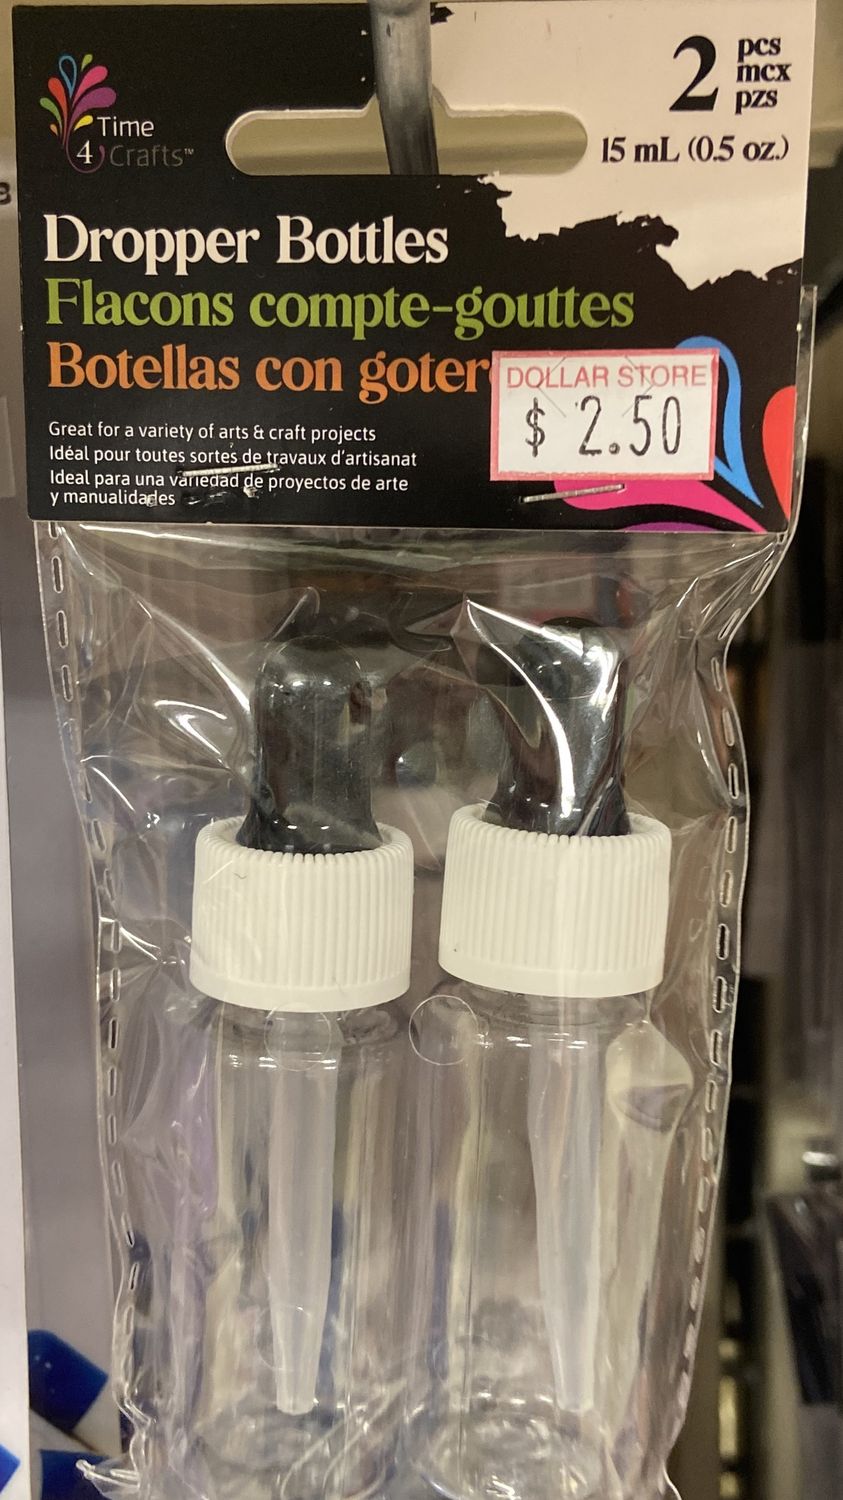 Time
4 Crafts™
2 pcs
mcx
pzs
15 mL (0.5 oz.)
Dropper Bottles
Flacons compte-gouttes
Botellas con goter
DOLLAR STORE
$ 2.50
Great for a variety of arts & craft projects
Idéal pour toutes sortes de travaux d'artisanat
Ideal para una variedad de proyectos de arte
y manualidades